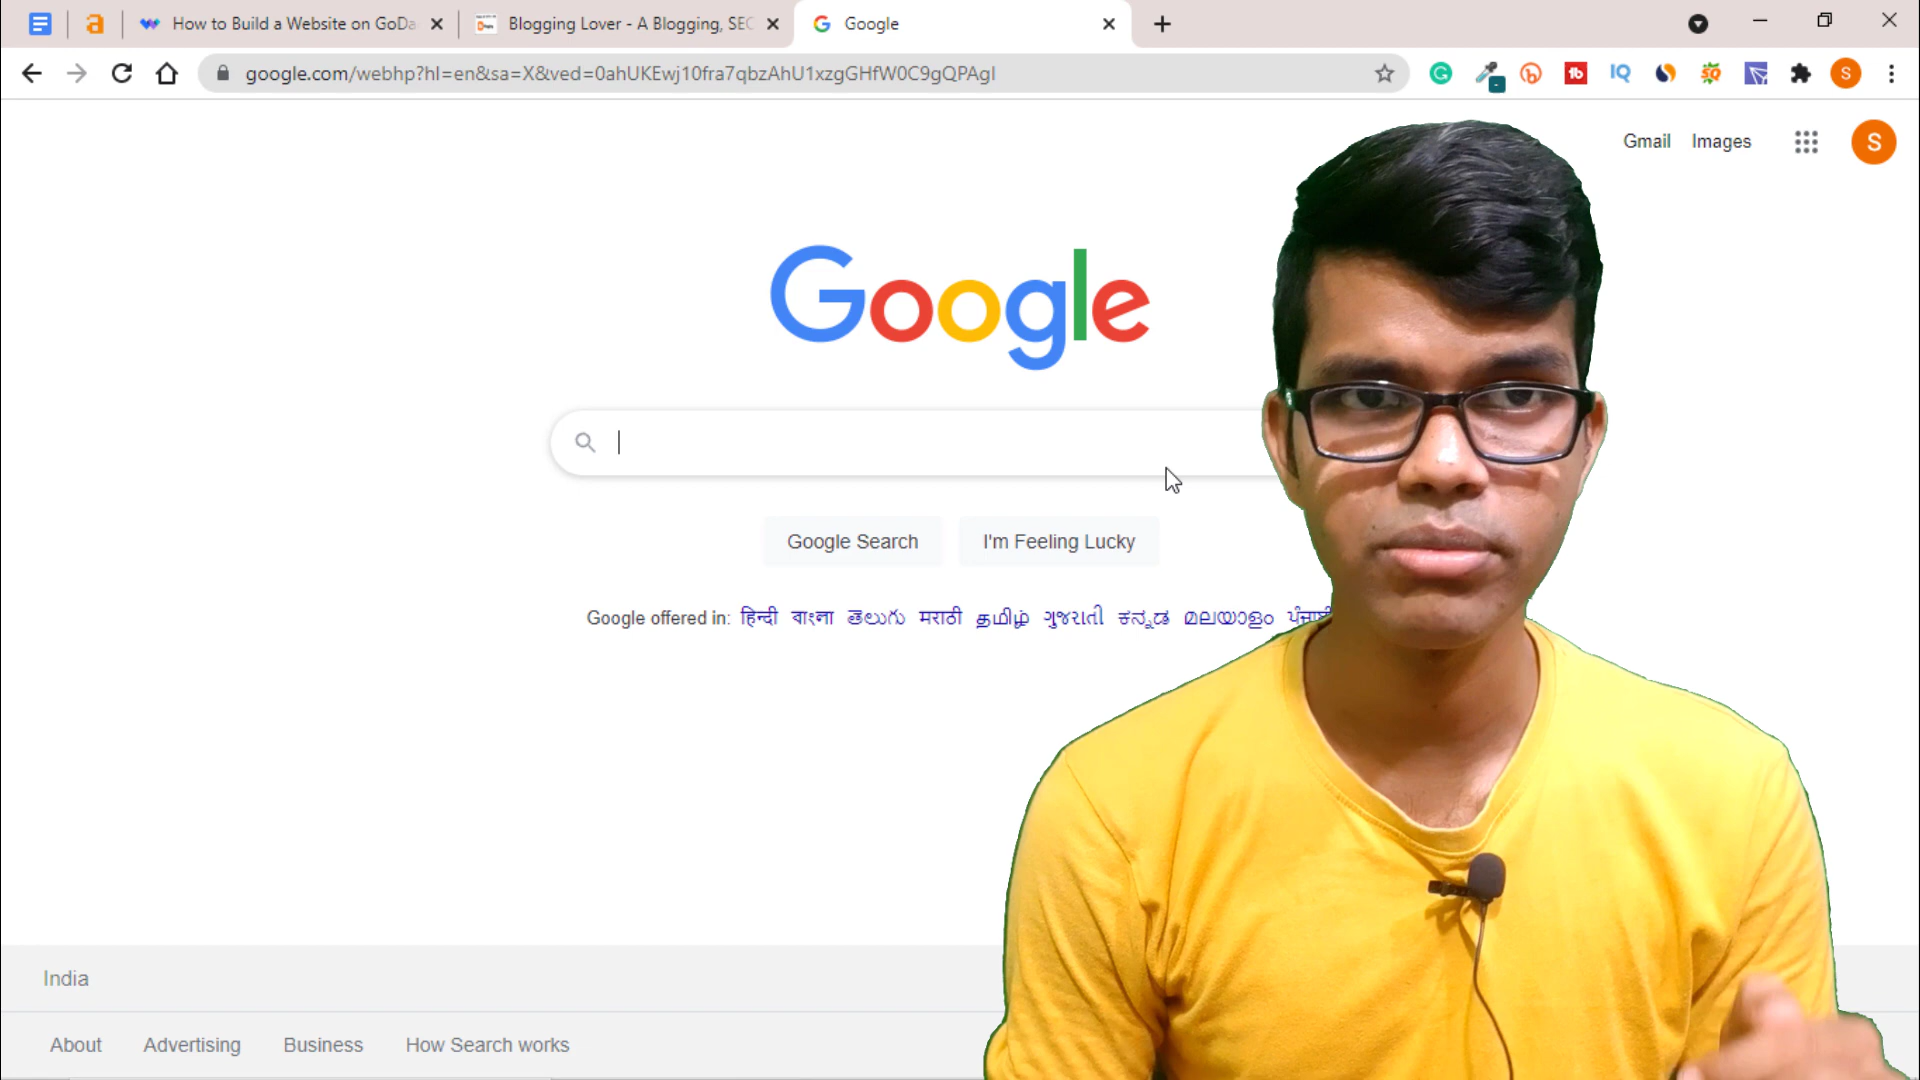 How to Build a Website on GoDa
Blogging Lover - A Blogging, SEO
Google
google.com/webhp?hl=en&sa=X&ved=0ahUKEwj10fra7qbzAhU1xzgGHfW0C9gQPAgI
Gmail Images
S
Google
Google Search I'm Feeling Lucky
Google offered in: हिन्दी বাংলা తెలుగు मराठी தமிழ் ગુજરાતી ಕನ್ನಡ മലയാളം ਪੰਜਾਬੀ
India
About Advertising Business How Search works